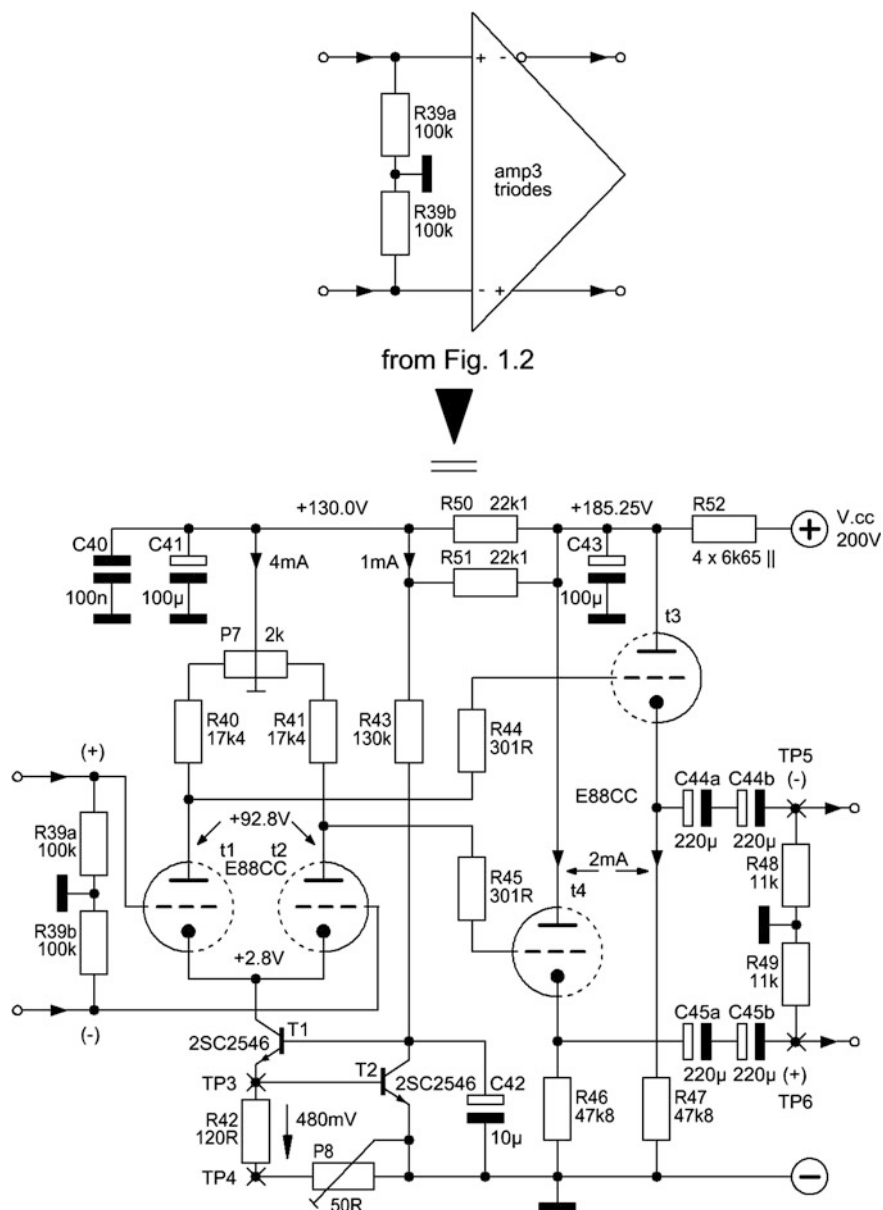 R39a
100k
R39b
100k
+ -
amp3
triodes
- +
from Fig. 1.2
+130.0V
R50 22k1
+185.25V
R52
V.cc
200V
4 x 6k65 ||
C40
100n
C41
100µ
4mA
1mA
R51 22k1
C43
100µ
t3
P7 2k
R40
17k4
R41
17k4
R43
130k
R44
301R
(+)
R39a
100k
R39b
100k
(-)
+92.8V
t1 t2
E88CC
+2.8V
R45
301R
E88CC
2mA
t4
C44a C44b
220µ 220µ
TP5
(-)
R48
11k
R49
11k
C45a C45b
220µ 220µ
(+)
TP6
T1
2SC2546
TP3
T2
2SC2546
C42
10µ
R42
120R
480mV
TP4
P8
50R
R46
47k8
R47
47k8